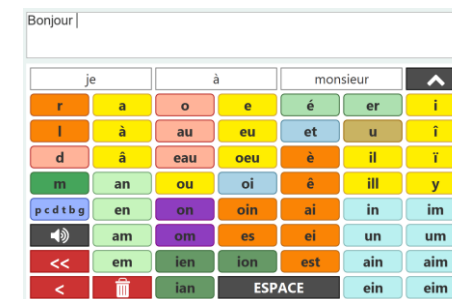 Bonjour
je à monsieur
r a o e é er i
l à au eu et u î
d â eau oeu è il ï
m an ou oi ê ill y
p c d t b g en on oin ai in im
am om es ei un um
<< em ien ion est ain aim
< ian ESPACE ein eim